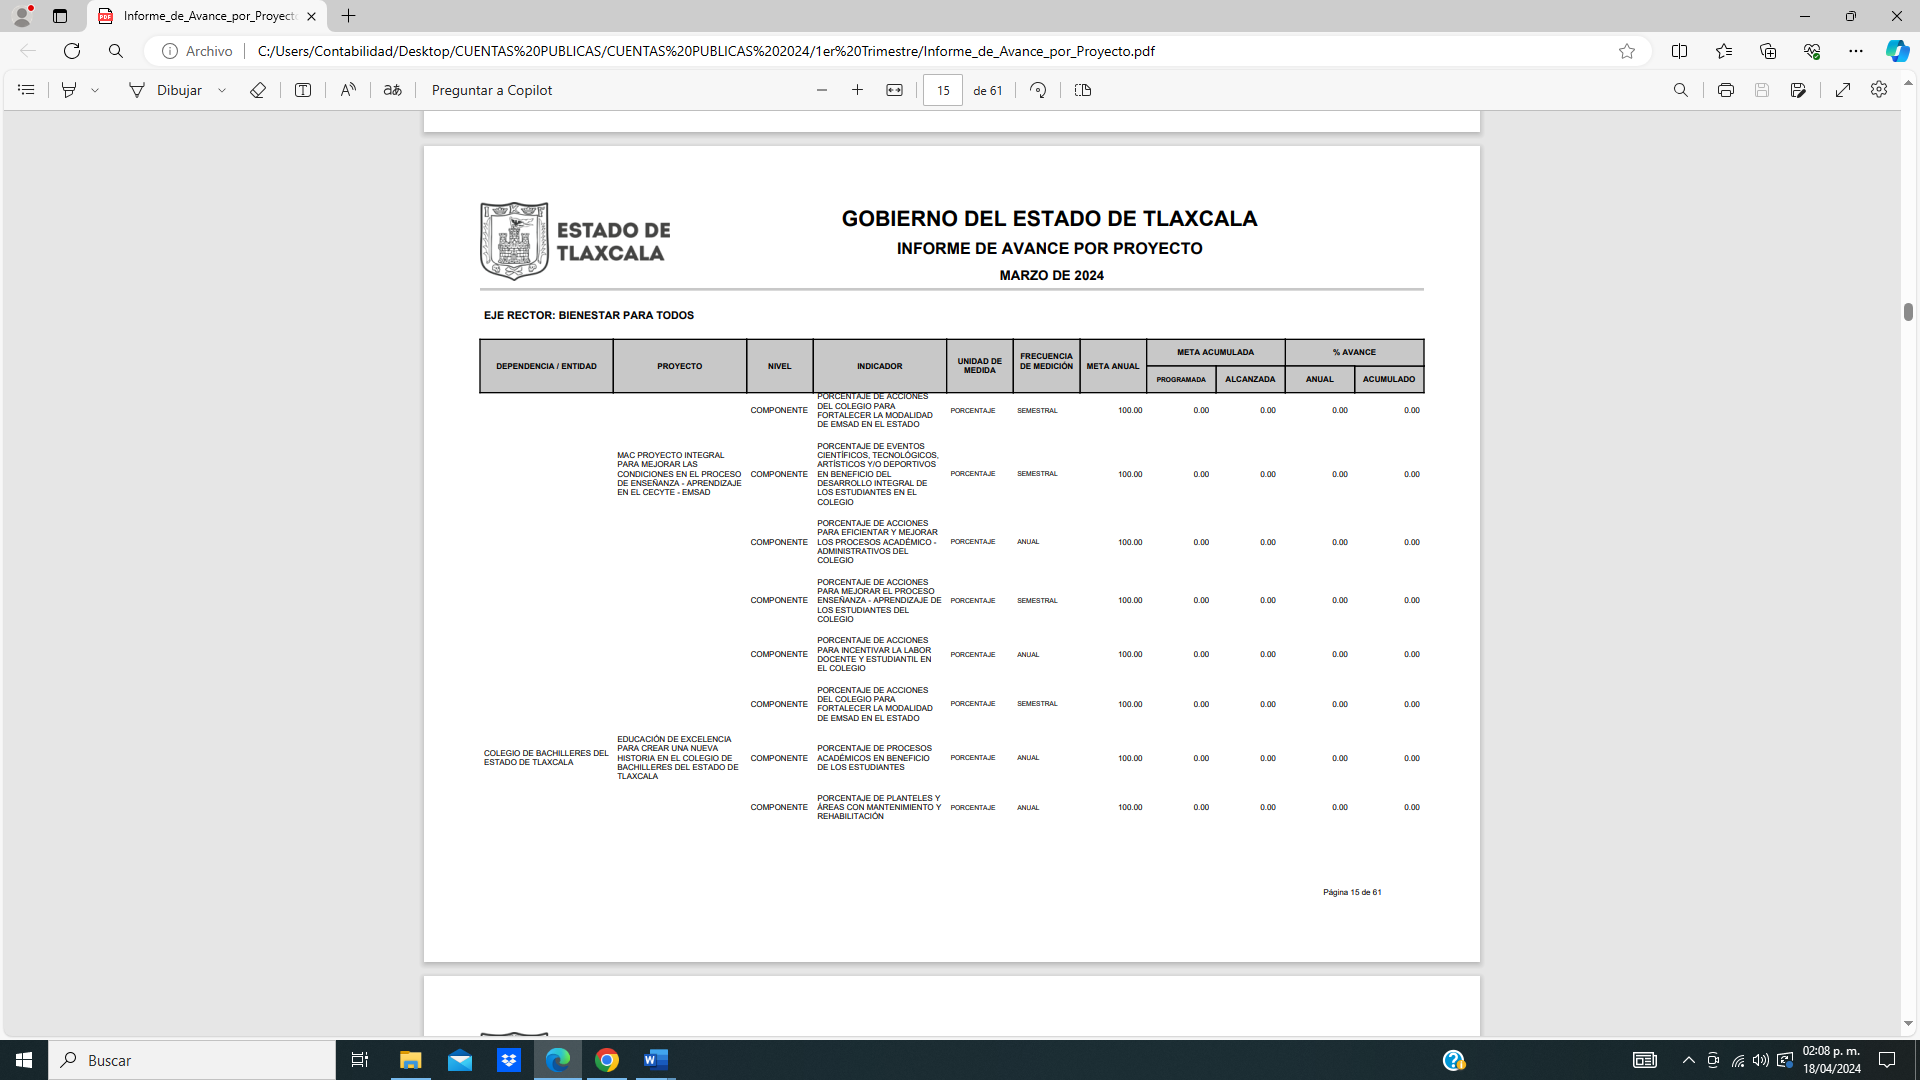 Informe_de_Avance_por_Proyecto
Archivo
C:/Users/Contabilidad/Desktop/CUENTAS%20PUBLICAS/CUENTAS%20PUBLICAS%202024/1er%20Trimestre/Informe_de_Avance_por_Proyecto.pdf
Dibujar
aあ
Preguntar a Copilot
15 de 61
ESTADO DE
TLAXCALA
GOBIERNO DEL ESTADO DE TLAXCALA
INFORME DE AVANCE POR PROYECTO
MARZO DE 2024
EJE RECTOR: BIENESTAR PARA TODOS
DEPENDENCIA / ENTIDAD
PROYECTO
NIVEL
INDICADOR
UNIDAD DE
MEDIDA
FRECUENCIA
DE MEDICIÓN
META ANUAL
META ACUMULADA
PROGRAMADA
ALCANZADA
% AVANCE
ANUAL
ACUMULADO
COMPONENTE
PORCENTAJE DE ACCIONES
DEL COLEGIO PARA
FORTALECER LA MODALIDAD
DE EMSAD EN EL ESTADO
PORCENTAJE SEMESTRAL 100.00 0.00 0.00 0.00 0.00
MAC PROYECTO INTEGRAL
PARA MEJORAR LAS
CONDICIONES EN EL PROCESO
DE ENSEÑANZA - APRENDIZAJE
EN EL CECYTE - EMSAD
COMPONENTE
PORCENTAJE DE EVENTOS
CIENTÍFICOS, TECNOLÓGICOS,
ARTÍSTICOS Y/O DEPORTIVOS
EN BENEFICIO DEL
DESARROLLO INTEGRAL DE
LOS ESTUDIANTES EN EL
COLEGIO
PORCENTAJE SEMESTRAL 100.00 0.00 0.00 0.00 0.00
COMPONENTE
PORCENTAJE DE ACCIONES
PARA EFICIENTAR Y MEJORAR
LOS PROCESOS ACADÉMICO -
ADMINISTRATIVOS DEL
COLEGIO
PORCENTAJE ANUAL 100.00 0.00 0.00 0.00 0.00
COMPONENTE
PORCENTAJE DE ACCIONES
PARA MEJORAR EL PROCESO
ENSEÑANZA - APRENDIZAJE DE
LOS ESTUDIANTES DEL
COLEGIO
PORCENTAJE SEMESTRAL 100.00 0.00 0.00 0.00 0.00
COMPONENTE
PORCENTAJE DE ACCIONES
PARA INCENTIVAR LA LABOR
DOCENTE Y ESTUDIANTIL EN
EL COLEGIO
PORCENTAJE ANUAL 100.00 0.00 0.00 0.00 0.00
COMPONENTE
PORCENTAJE DE ACCIONES
DEL COLEGIO PARA
FORTALECER LA MODALIDAD
DE EMSAD EN EL ESTADO
PORCENTAJE SEMESTRAL 100.00 0.00 0.00 0.00 0.00
COLEGIO DE BACHILLERES DEL
ESTADO DE TLAXCALA
EDUCACIÓN DE EXCELENCIA
PARA CREAR UNA NUEVA
HISTORIA EN EL COLEGIO DE
BACHILLERES DEL ESTADO DE
TLAXCALA
COMPONENTE
PORCENTAJE DE PROCESOS
ACADÉMICOS EN BENEFICIO
DE LOS ESTUDIANTES
PORCENTAJE ANUAL 100.00 0.00 0.00 0.00 0.00
COMPONENTE
PORCENTAJE DE PLANTELES Y
ÁREAS CON MANTENIMIENTO Y
REHABILITACIÓN
PORCENTAJE ANUAL 100.00 0.00 0.00 0.00 0.00
Página 15 de 61
Buscar
02:08 p. m.
18/04/2024